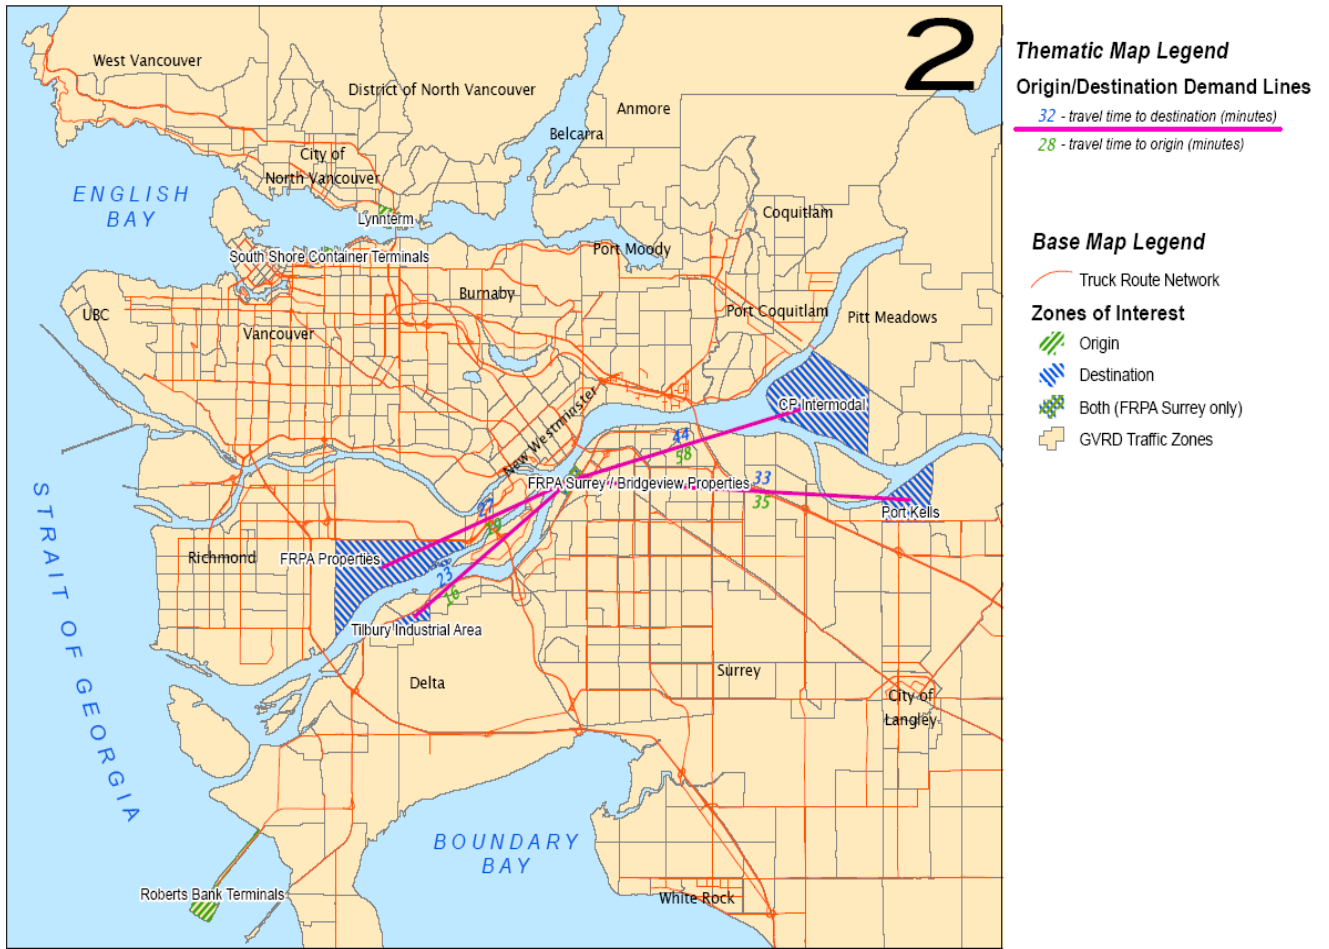 2
West Vancouver
District of North Vancouver
Anmore
Belcarra
City of
North Vancouver
ENGLISH
BAY
Lynnterm
Coquitlam
South Shore Container Terminals
Port Moody
Burnaby
UBC
Vancouver
Port Coquitlam
Pitt Meadows
New Westminster
CP Intermodal
44
58
FRPA Surrey / Bridgeview Properties
33
35
Port Kells
27
STRAIT OF GEORGIA
Richmond
FRPA Properties
23
16
Tilbury Industrial Area
Delta
Surrey
City of
Langley
BOUNDARY
BAY
Roberts Bank Terminals
White Rock
Thematic Map Legend
Origin/Destination Demand Lines
32 - travel time to destination (minutes)
28 - travel time to origin (minutes)
Base Map Legend
Truck Route Network
Zones of Interest
Origin
Destination
Both (FRPA Surrey only)
GVRD Traffic Zones